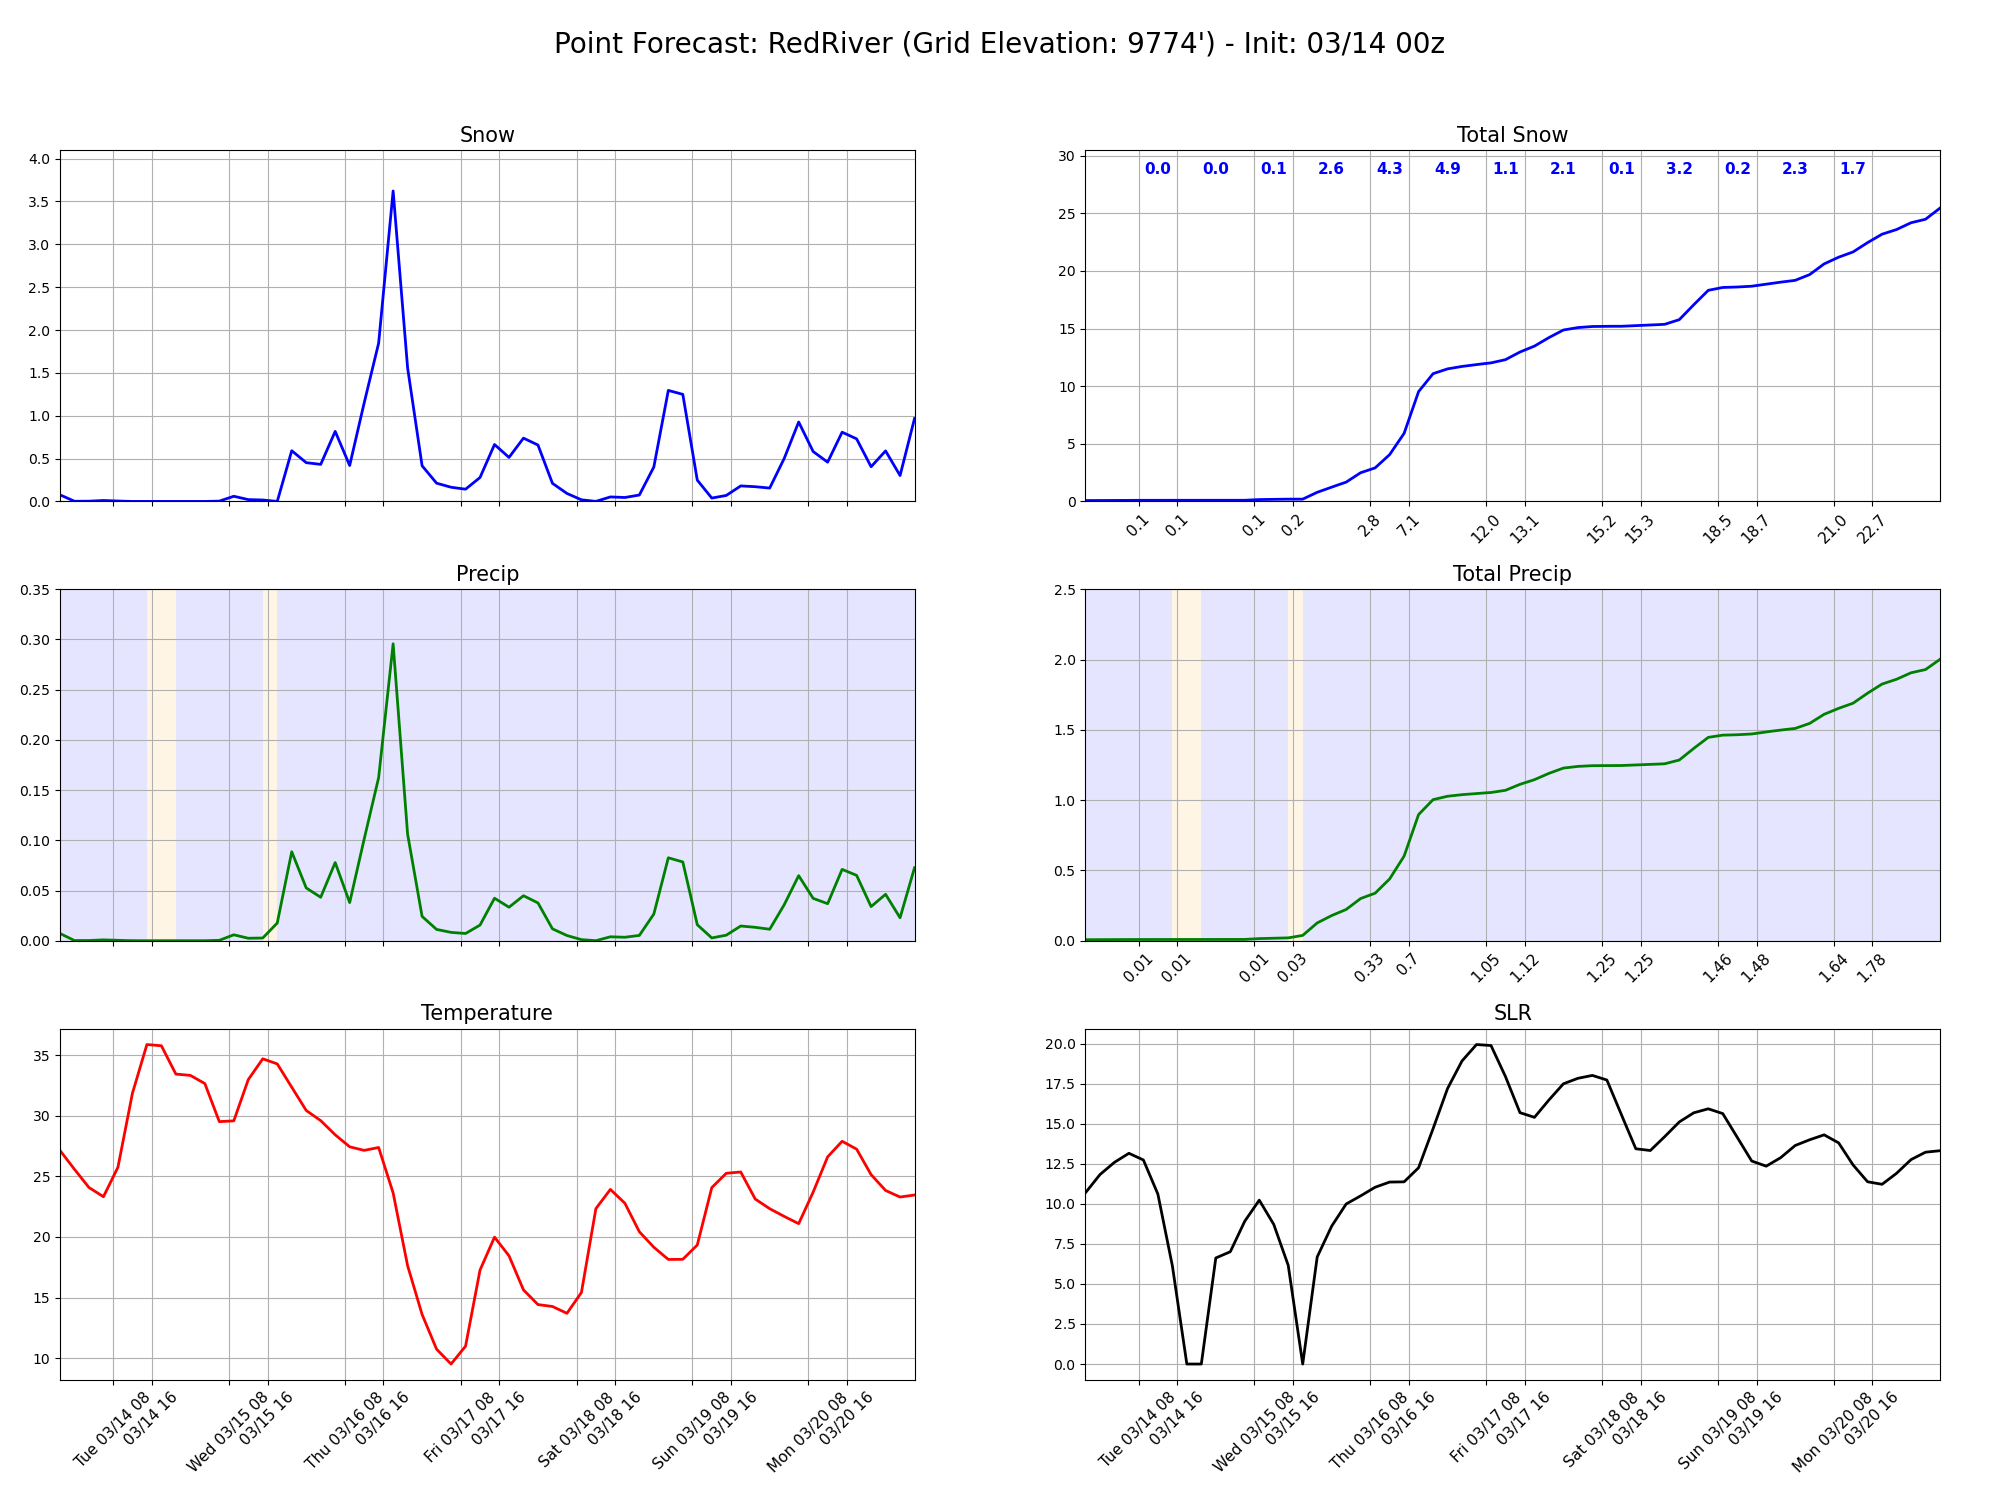 Point Forecast: RedRiver (Grid Elevation: 9774') - Init: 03/14 00z
Snow
4.0
3.5
3.0
2.5
2.0
1.5
1.0
0.5
0.0
Total Snow
30
25
20
15
10
5
0
0.0 0.0 0.1 2.6 4.3 4.9 1.1 2.1 0.1 3.2 0.2 2.3 1.7
0.1 0.1 0.1 0.2 2.8 7.1 12.0 13.1 15.2 15.3 18.5 18.7 21.0 22.7
Precip
0.35
0.30
0.25
0.20
0.15
0.10
0.05
0.00
Total Precip
2.5
2.0
1.5
1.0
0.5
0.0
0.01 0.01 0.01 0.03 0.33 0.7 1.05 1.12 1.25 1.25 1.46 1.48 1.64 1.78
Temperature
35
30
25
20
15
10
Tue 03/14 08
03/14 16
Wed 03/15 08
03/15 16
Thu 03/16 08
03/16 16
Fri 03/17 08
03/17 16
Sat 03/18 08
03/18 16
Sun 03/19 08
03/19 16
Mon 03/20 08
03/20 16
SLR
20.0
17.5
15.0
12.5
10.0
7.5
5.0
2.5
0.0
Tue 03/14 08
03/14 16
Wed 03/15 08
03/15 16
Thu 03/16 08
03/16 16
Fri 03/17 08
03/17 16
Sat 03/18 08
03/18 16
Sun 03/19 08
03/19 16
Mon 03/20 08
03/20 16